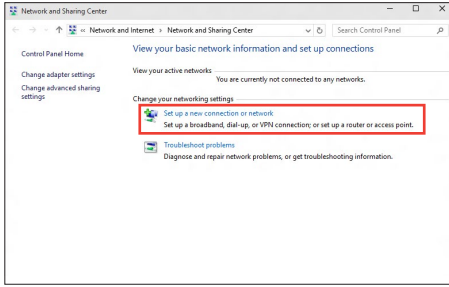 Network and Sharing Center
« Network and Internet › Network and Sharing Center
Search Control Panel
Control Panel Home
Change adapter settings
Change advanced sharing
settings
View your basic network information and set up connections
View your active networks
You are currently not connected to any networks.
Change your networking settings
Set up a new connection or network
Set up a broadband, dial-up, or VPN connection; or set up a router or access point.
Troubleshoot problems
Diagnose and repair network problems, or get troubleshooting information.